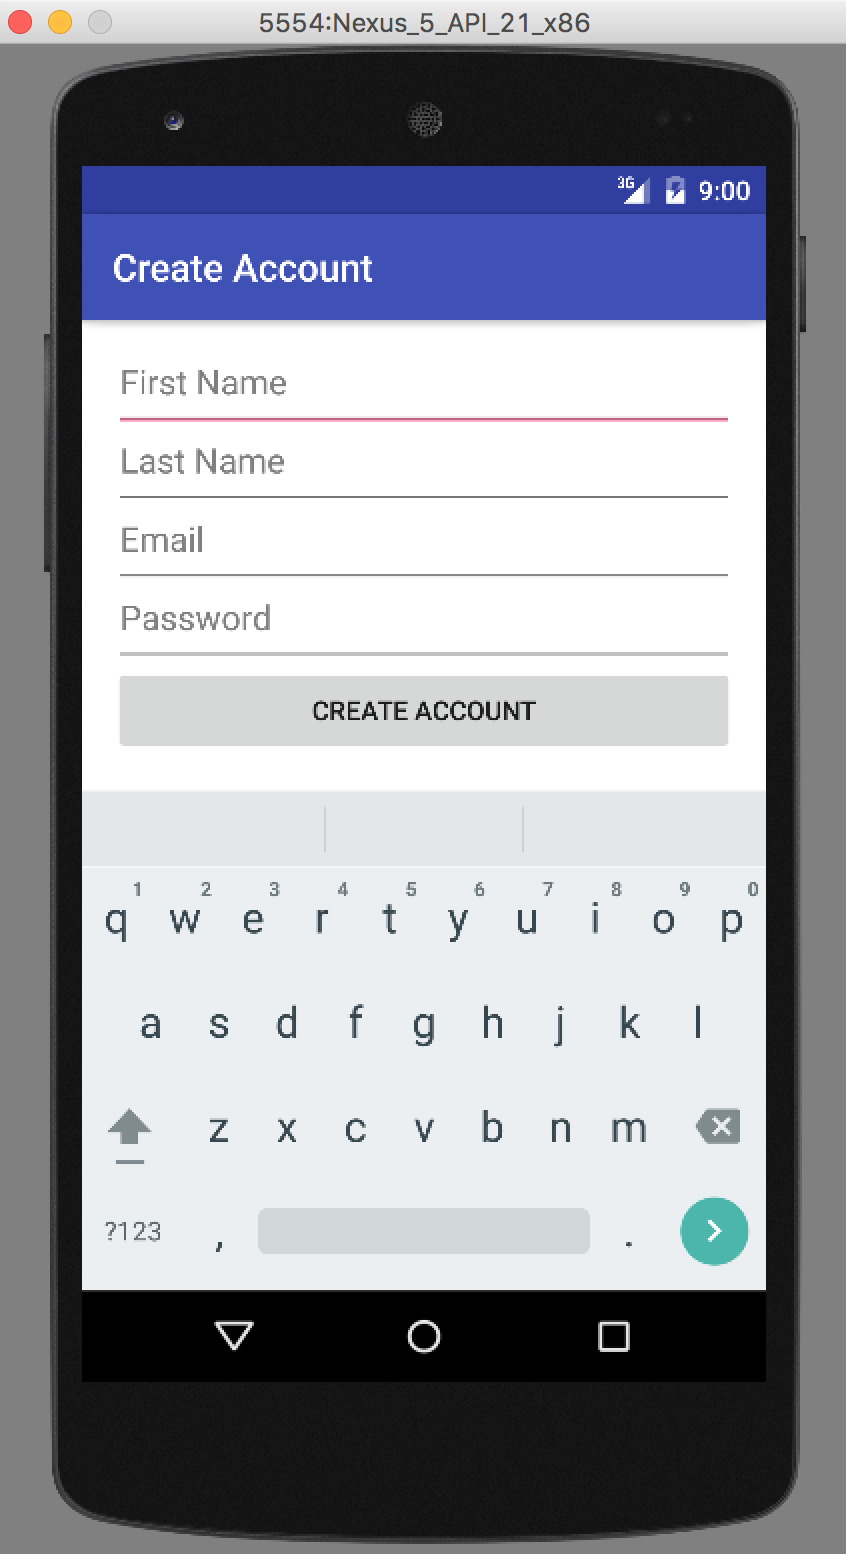 5554:Nexus_5_API_21_x86
3G 9:00
Create Account
First Name
Last Name
Email
Password
CREATE ACCOUNT
1 2 3 4 5 6 7 8 9 0
q w e r t y u i o p
a s d f g h j k l
z x c v b n m
?123 , .